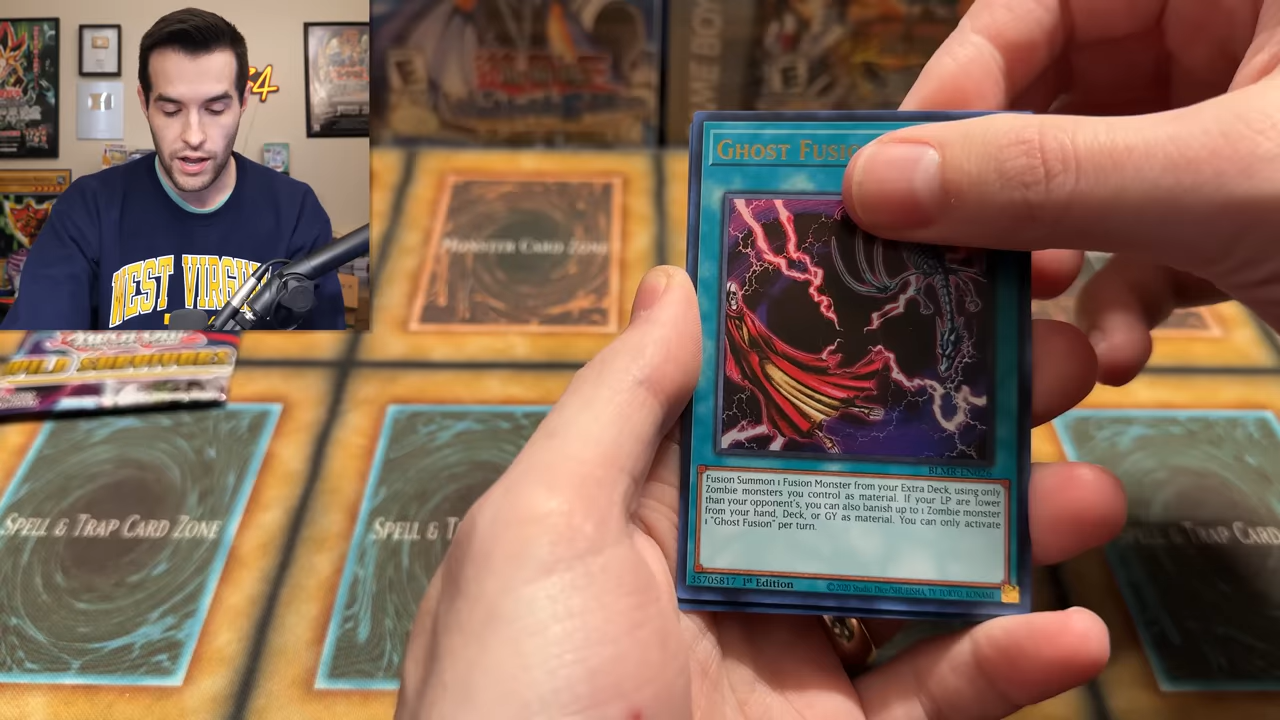 WEST VIRGIN
WILD SURVIVORS
MONSTER CARD ZONE
SPELL & TRAP CARD ZONE
SPELL & T
TRAP CARD
GHOST FUSI
BLMR-EN
Fusion Summon 1 Fusion Monster from your Extra Deck, using only
Zombie monsters you control as material. If your LP are lower
than your opponent's, you can also banish up to 1 Zombie monster
from your hand, Deck, or GY as material. You can only activate
1 "Ghost Fusion" per turn.
35705817 1st Edition
©2020 Studio Dice/SHUEISHA, TV TOKYO, KONAMI